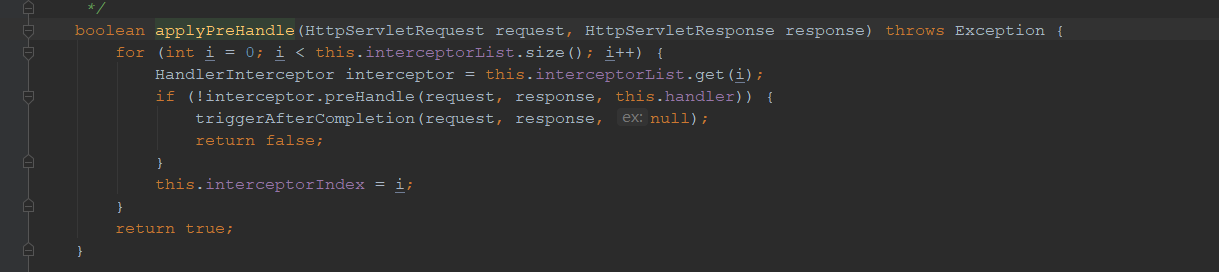 */
boolean applyPreHandle(HttpServletRequest request, HttpServletResponse response) throws Exception {
for (int i = 0; i < this.interceptorList.size(); i++) {
HandlerInterceptor interceptor = this.interceptorList.get(i);
if (!interceptor.preHandle(request, response, this.handler)) {
triggerAfterCompletion(request, response, ex: null);
return false;
}
this.interceptorIndex = i;
}
return true;
}